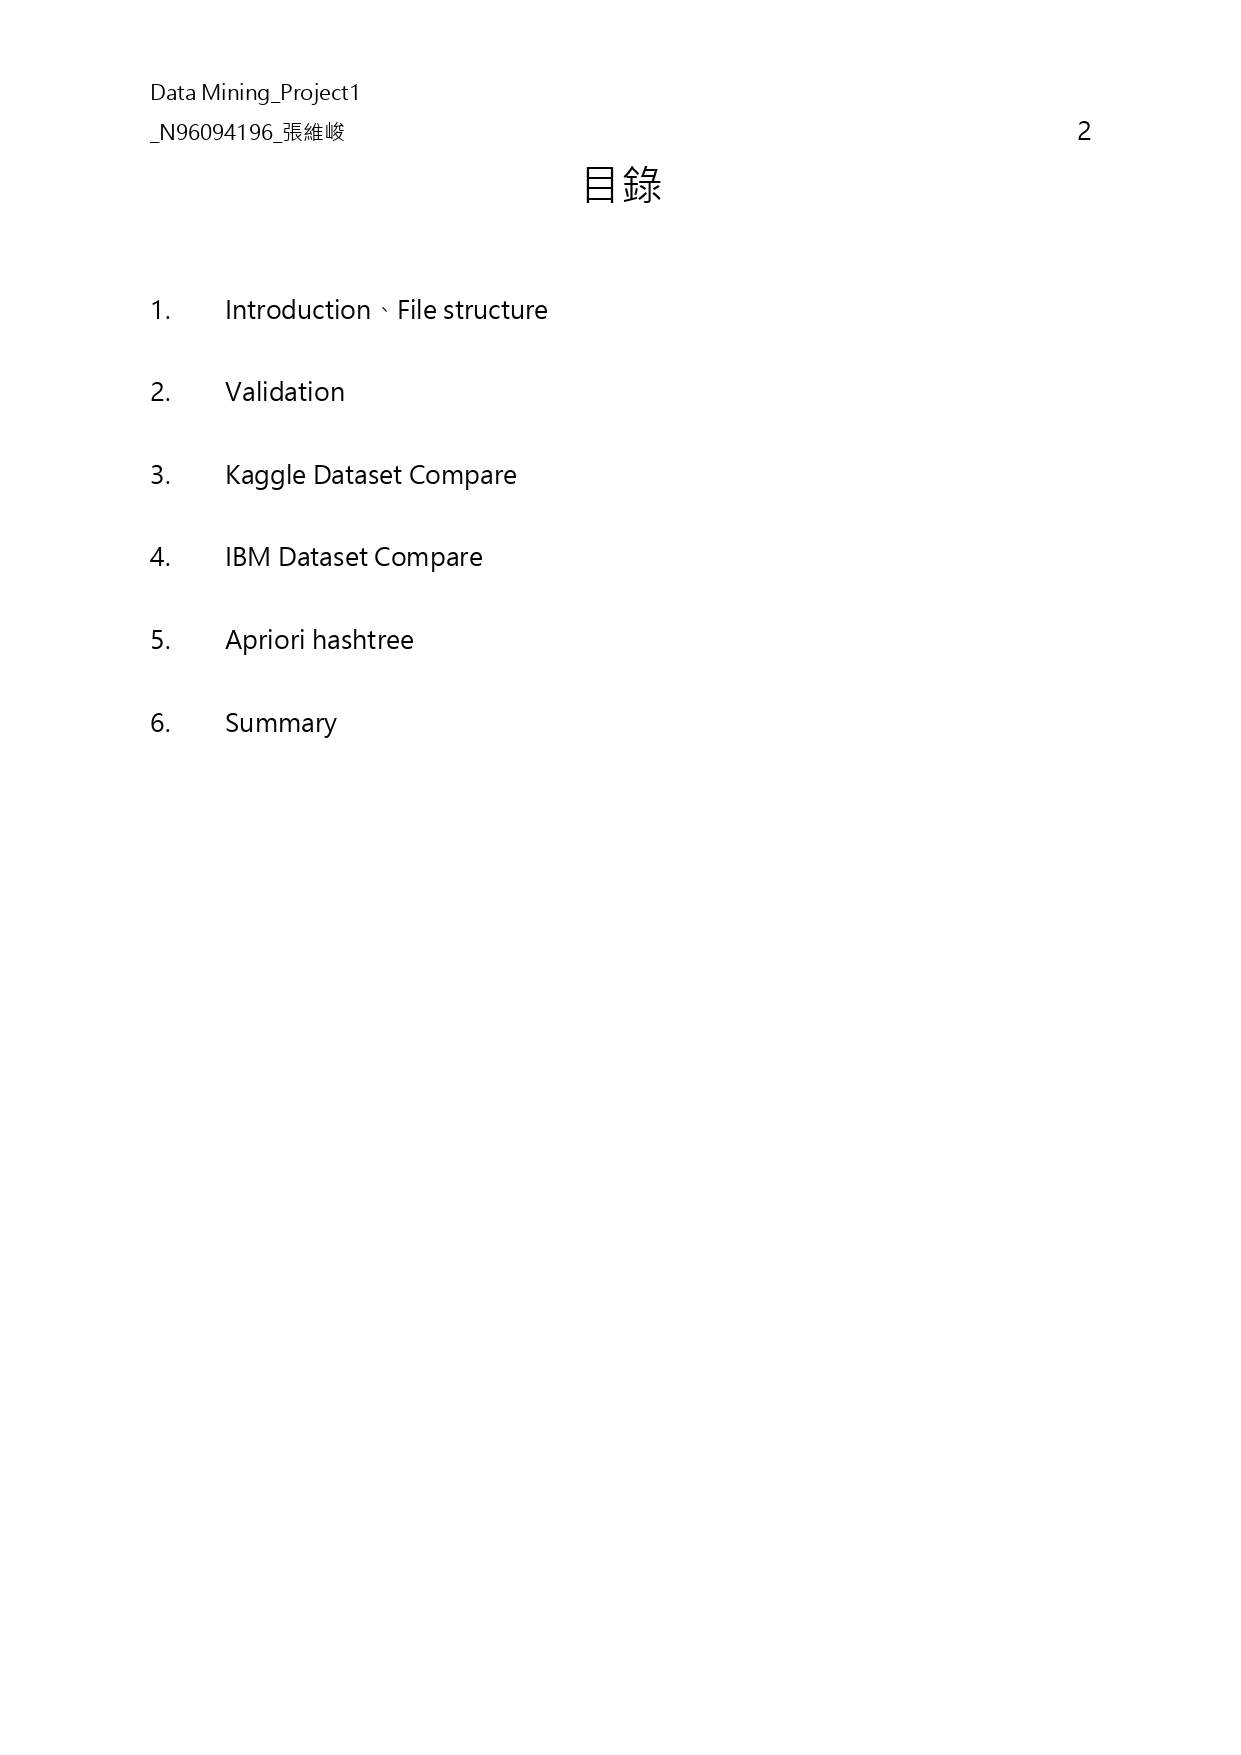 Data Mining_Project1
_N96094196_張維峻
2
目錄
1. Introduction、File structure
2. Validation
3. Kaggle Dataset Compare
4. IBM Dataset Compare
5. Apriori hashtree
6. Summary